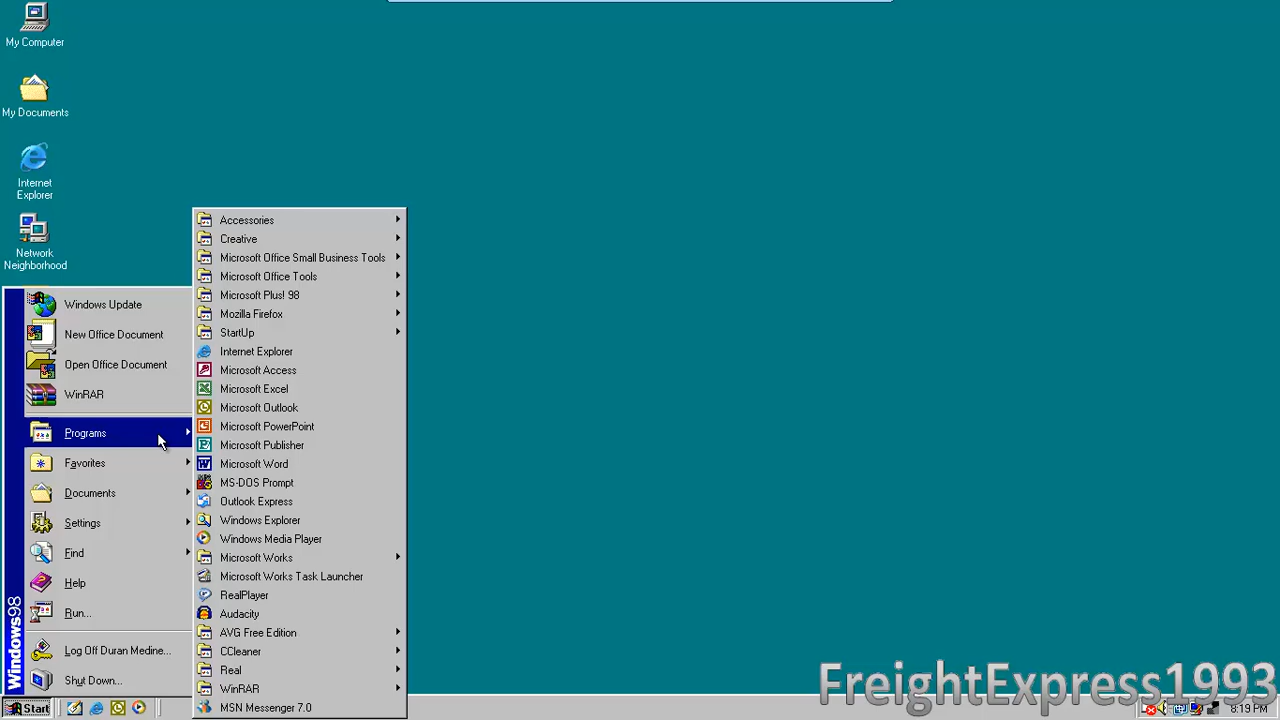 My Computer
My Documents
Internet
Explorer
Network
Neighborhood
Windows Update
New Office Document
Open Office Document
WinRAR
Programs
Favorites
Documents
Settings
Find
Help
Run...
Log Off Duran Medine...
Shut Down...
Windows98
Accessories
Creative
Microsoft Office Small Business Tools
Microsoft Office Tools
Microsoft Plus! 98
Mozilla Firefox
StartUp
Internet Explorer
Microsoft Access
Microsoft Excel
Microsoft Outlook
Microsoft PowerPoint
Microsoft Publisher
Microsoft Word
MS-DOS Prompt
Outlook Express
Windows Explorer
Windows Media Player
Microsoft Works
Microsoft Works Task Launcher
RealPlayer
Audacity
AVG Free Edition
CCleaner
Real
WinRAR
MSN Messenger 7.0
FreightExpress1993
Start
8:19 PM